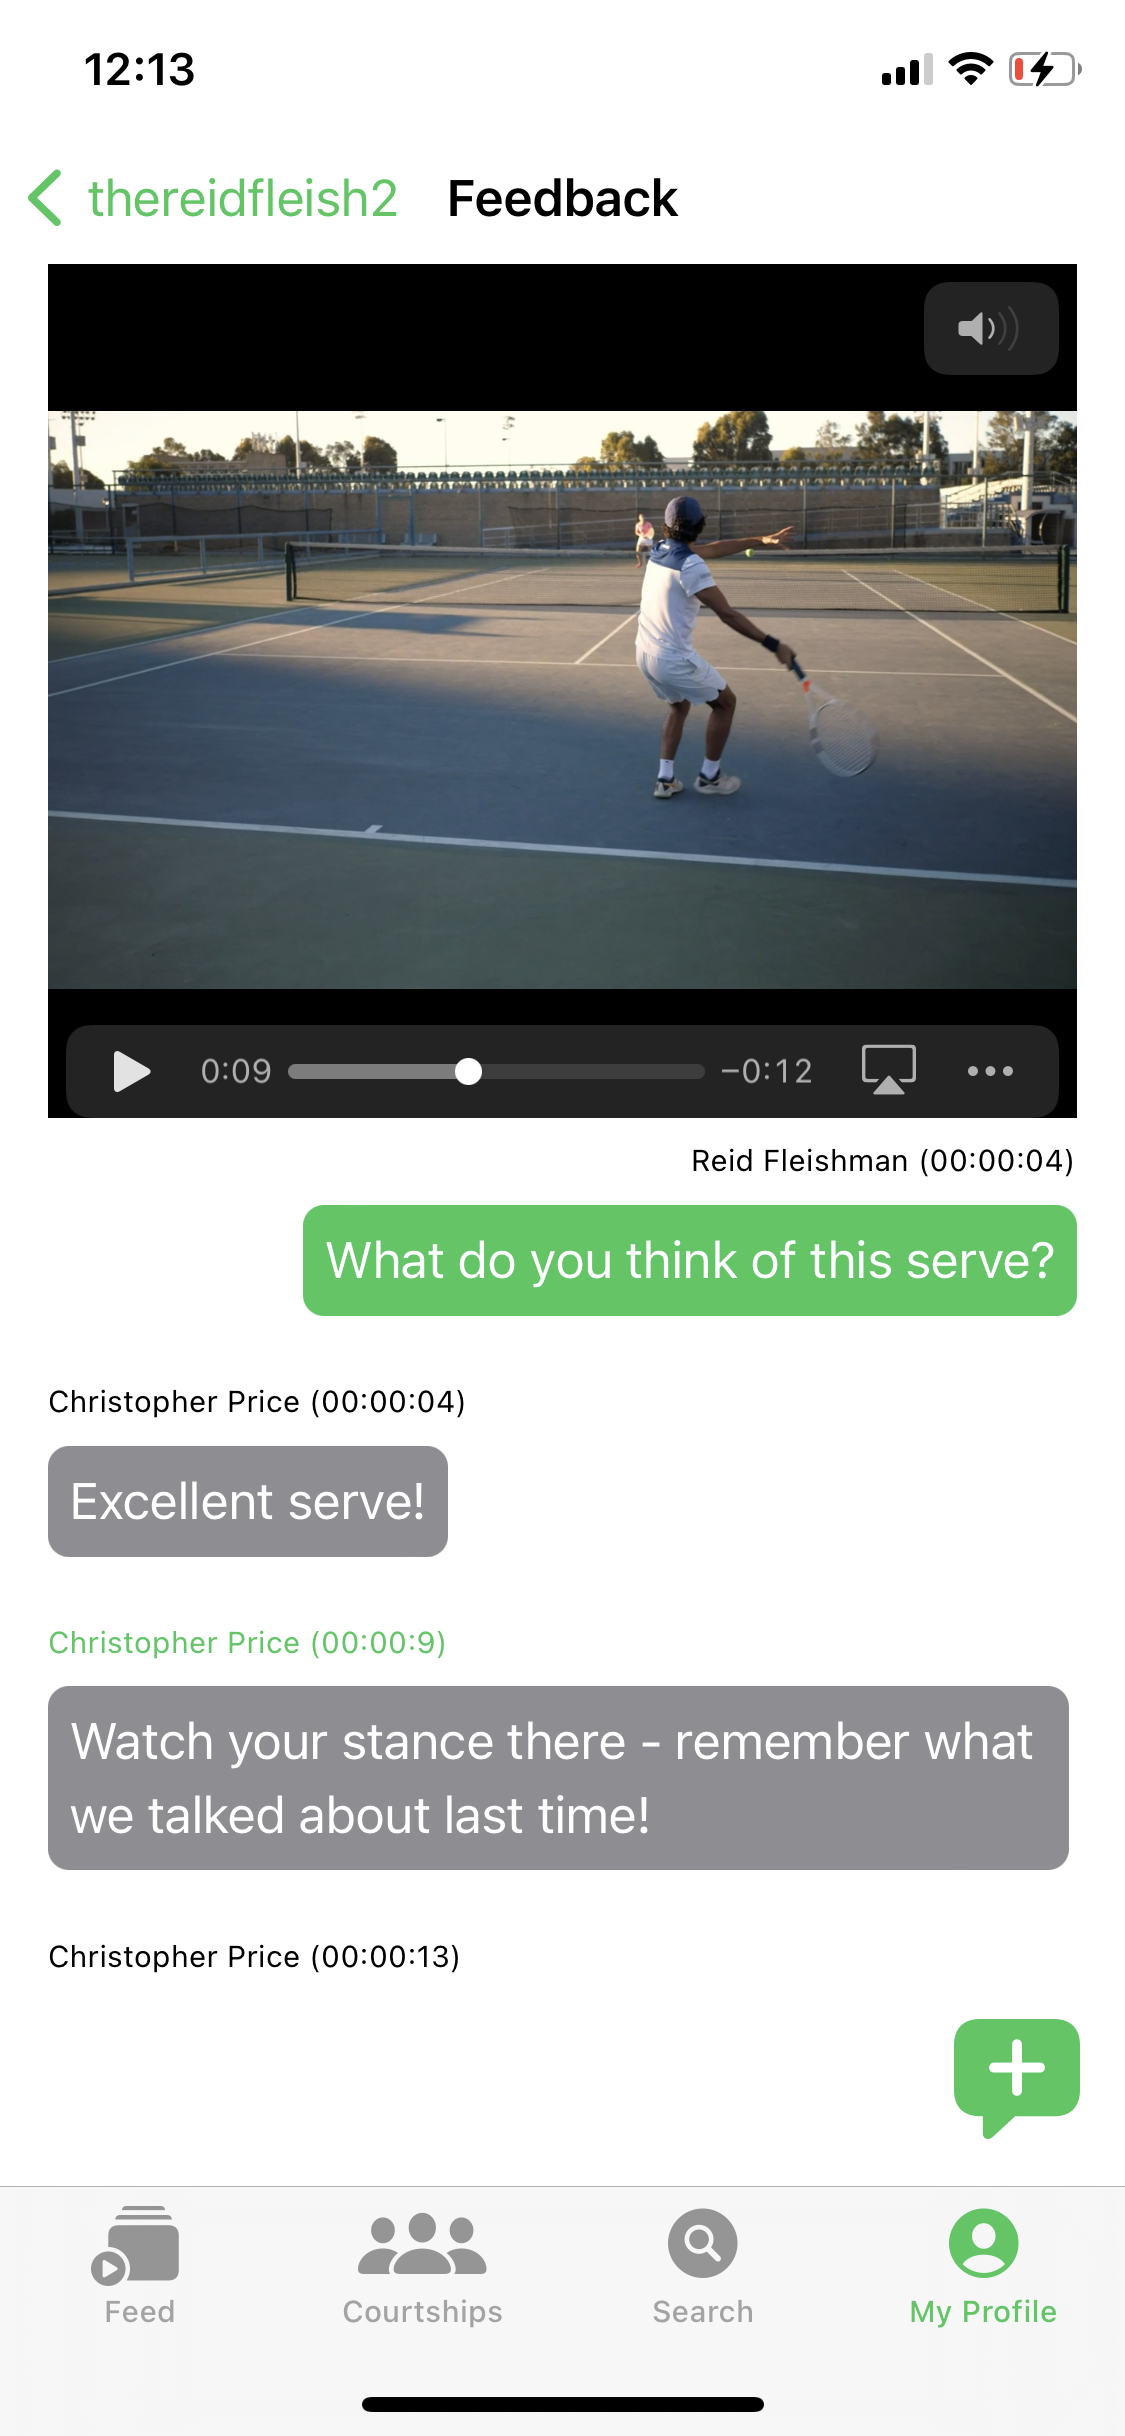 12:13
thereidfleish2 Feedback
0:09 −0:12
Reid Fleishman (00:00:04)
What do you think of this serve?
Christopher Price (00:00:04)
Excellent serve!
Christopher Price (00:00:9)
Watch your stance there - remember what
we talked about last time!
Christopher Price (00:00:13)
Feed Courtships Search My Profile